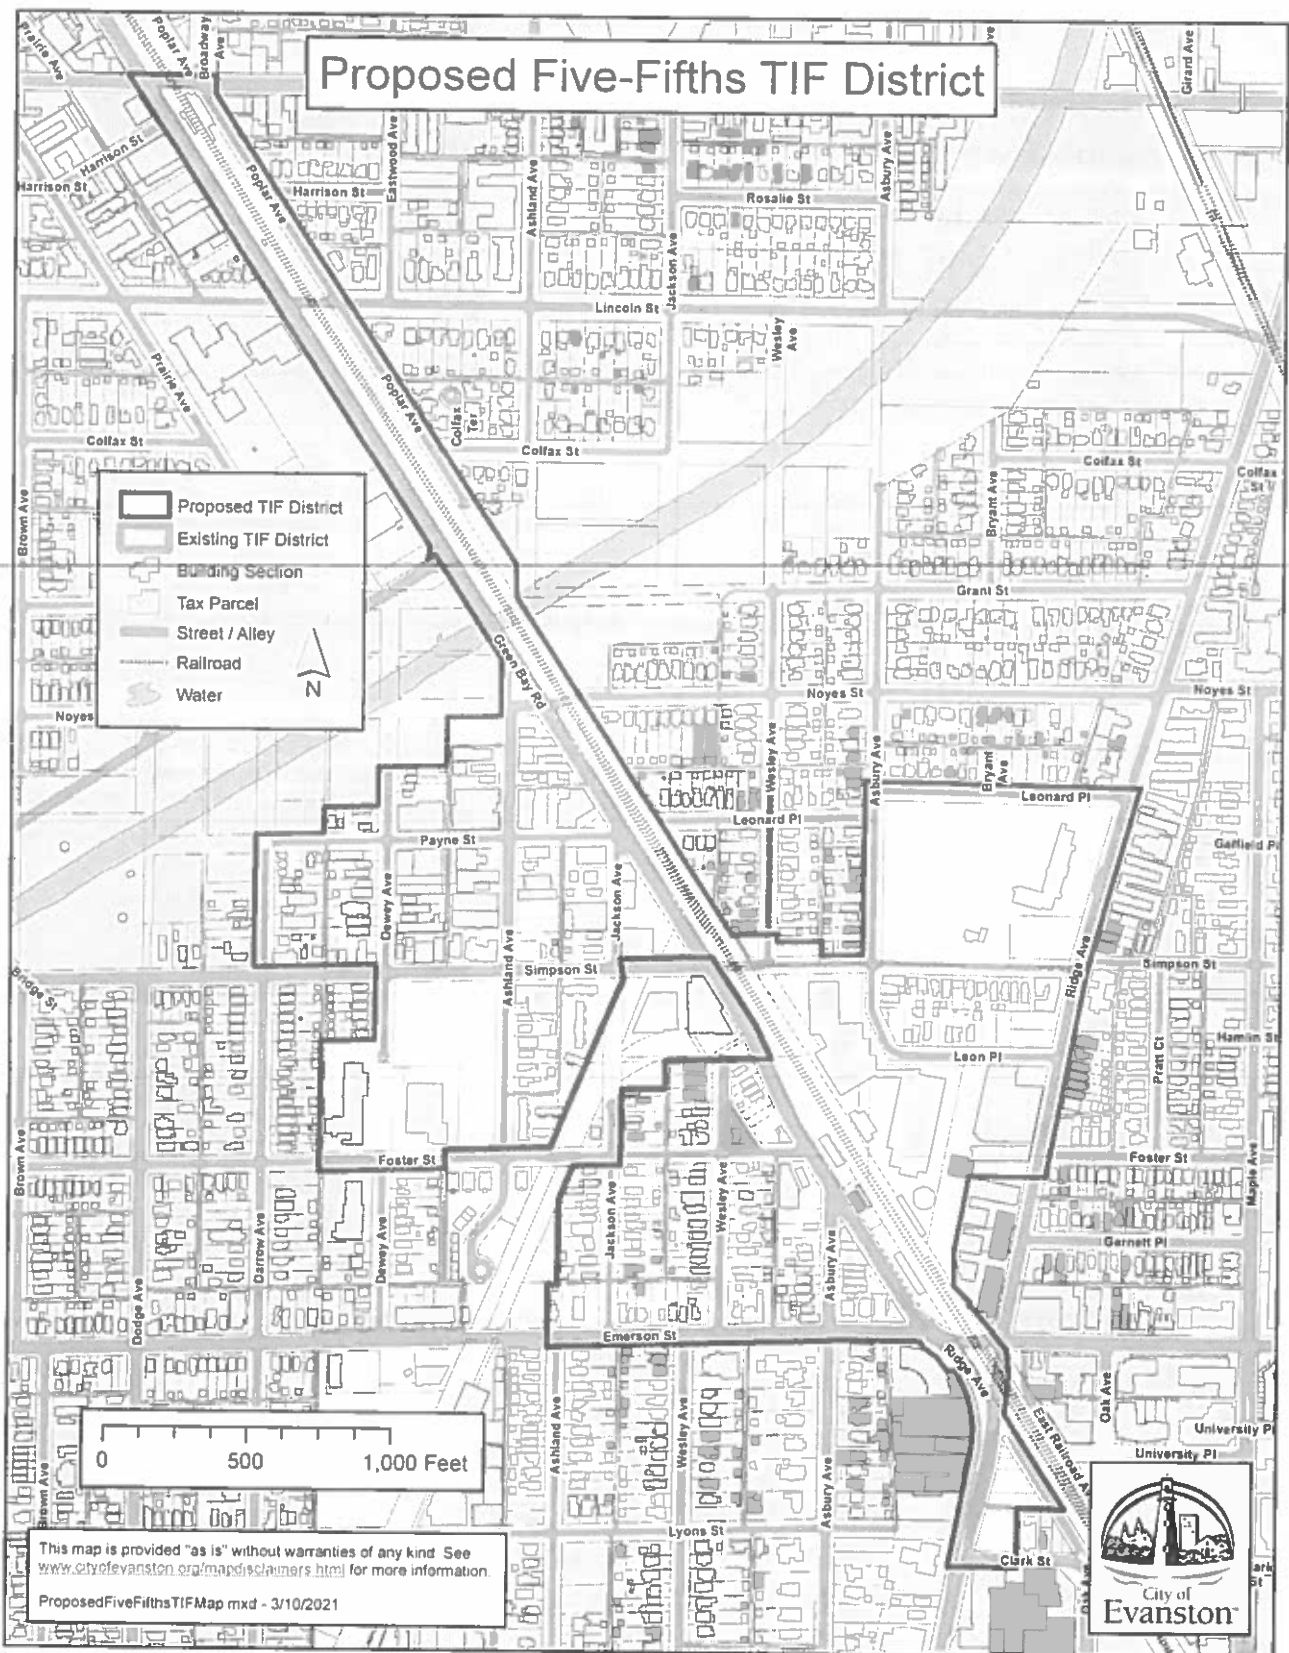 Proposed Five-Fifths TIF District
Prairie Ave
Poplar Ave
Broadway
Ave
Girard Ave
Harrison St
Harrison St
Poplar Ave
Harrison St
Eastwood Ave
Ashland Ave
Jackson Ave
Rosalie St
Asbury Ave
Lincoln St
Wesley
Ave
Prairie Ave
Poplar Ave
Colfax
Ter
Colfax St
Colfax St
Colfax St
Colfax
St
Bryant Ave
Brown Ave
Proposed TIF District
Existing TIF District
Building Section
Tax Parcel
Street / Alley
Railroad
Water
N
Grant St
Green Bay Rd
Noyes
Noyes St
Noyes St
Wesley Ave
Asbury Ave
Bryant
Ave
Leonard Pl
Leonard Pl
Payne St
Garfield Pl
Dewey Ave
Jackson Ave
Ashland Ave
Simpson St
Simpson St
Ridge Ave
Bridge St
Leon Pl
Pratt Ct
Hamlin St
Brown Ave
Foster St
Foster St
Maple Ave
Darrow Ave
Dewey Ave
Jackson Ave
Wesley Ave
Asbury Ave
Garnett Pl
Dodge Ave
Emerson St
Ridge Ave
Oak Ave
East Railroad Av
University Pl
University Pl
Ashland Ave
Wesley Ave
Asbury Ave
Brown Ave
0 500 1,000 Feet
Lyons St
Clark St
Oak Ave
This map is provided "as is" without warranties of any kind See
www.cityofevanston.org/mapdisclaimers.html for more information.
ProposedFiveFifthsTIFMap mxd - 3/10/2021
City of
Evanston